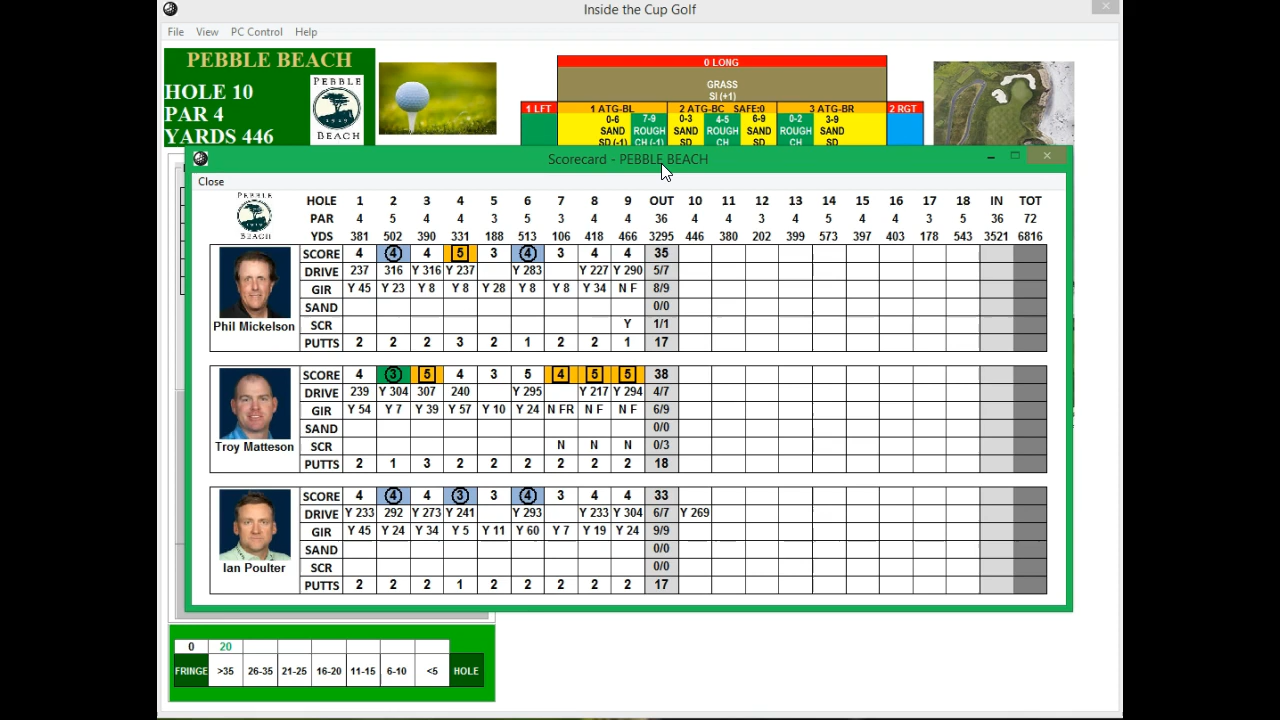 Inside the Cup Golf
File View PC Control Help
PEBBLE BEACH
HOLE 10
PAR 4
YARDS 446
PEBBLE
1919
BEACH
0 LONG
GRASS
SI (+1)
1 LFT 1 ATG-BL 2 ATG-BC SAFE:0 3 ATG-BR 2 RGT
0-6 7-9 0-3 4-5 6-9 0-2 3-9
SAND ROUGH SAND ROUGH SAND ROUGH SAND
SD (-1) CH (-1) SD CH SD CH SD
Scorecard - PEBBLE BEACH
Close
PEBBLE
BEACH
HOLE 1 2 3 4 5 6 7 8 9 OUT 10 11 12 13 14 15 16 17 18 IN TOT
PAR 4 5 4 4 3 5 3 4 4 36 4 4 3 4 5 4 4 3 5 36 72
YDS 381 502 390 331 188 513 106 418 466 3295 446 380 202 399 573 397 403 178 543 3521 6816
SCORE 4 4 4 5 3 4 3 4 4 35
DRIVE 237 316 Y 316 Y 237 Y 283 Y 227 Y 290 5/7
GIR Y 45 Y 23 Y 8 Y 8 Y 28 Y 8 Y 8 Y 34 N F 8/9
SAND 0/0
SCR Y 1/1
PUTTS 2 2 2 3 2 1 2 2 1 17
Phil Mickelson
SCORE 4 3 5 4 3 5 4 5 5 38
DRIVE 239 Y 304 307 240 Y 295 Y 217 Y 294 4/7
GIR Y 54 Y 7 Y 39 Y 57 Y 10 Y 24 N FR N F N F 6/9
SAND 0/0
SCR N N N 0/3
PUTTS 2 1 3 2 2 2 2 2 2 18
Troy Matteson
SCORE 4 4 4 3 3 4 3 4 4 33
DRIVE Y 233 292 Y 273 Y 241 Y 293 Y 233 Y 304 6/7 Y 269
GIR Y 45 Y 24 Y 34 Y 5 Y 11 Y 60 Y 7 Y 19 Y 24 9/9
SAND 0/0
SCR 0/0
PUTTS 2 2 2 1 2 2 2 2 2 17
Ian Poulter
0 20
FRINGE >35 26-35 21-25 16-20 11-15 6-10 <5 HOLE